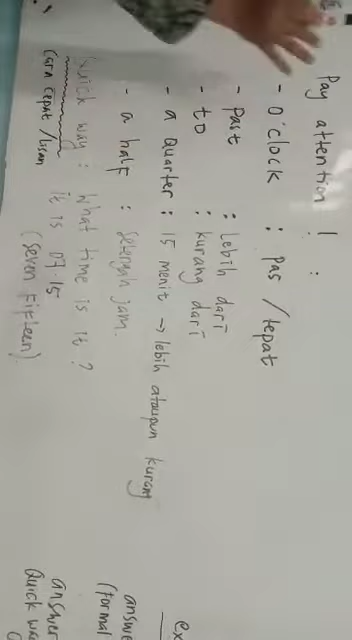 Pay attention ! :
- O'clock : pas / tepat
- past : lebih dari
- to : kurang dari
- a quarter : 15 menit → lebih ataupun kurang
- a half : setengah jam.
Quick way : What time is it ?
(cara cepat / it is 07.15
(seven fifteen)
ex
answe
(formal
answer
Quick wa